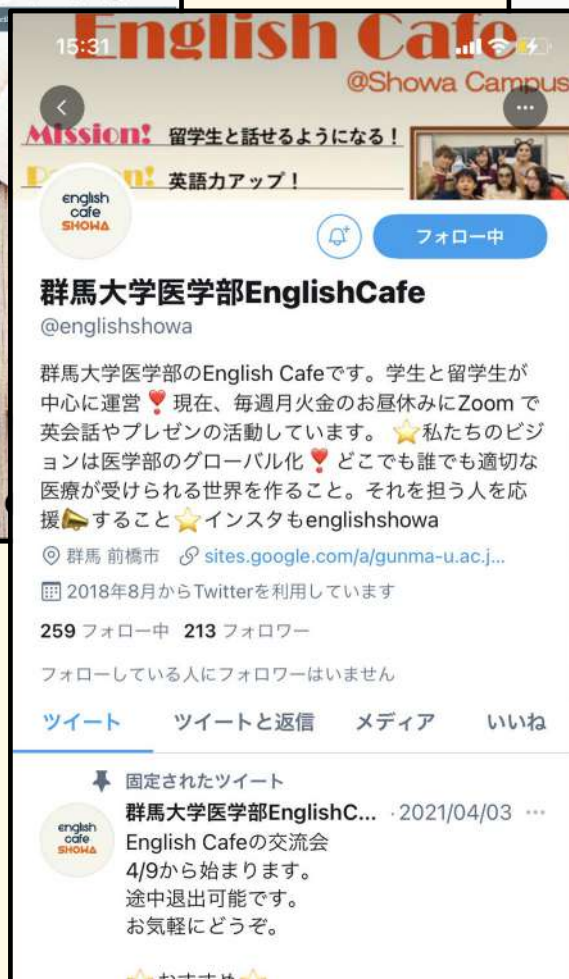 English Cafe
15:31
@Showa Campus
Mission! 留学生と話せるようになる！
英語力アップ！
english
cafe
SHOWA
フォロー中
群馬大学医学部EnglishCafe
@englishshowa
群馬大学医学部のEnglish Cafeです。学生と留学生が
中心に運営❣️現在、毎週月火金のお昼休みにZoom で
英会話やプレゼンの活動しています。 ⭐私たちのビジ
ョンは医学部のグローバル化❣️どこでも誰でも適切な
医療が受けられる世界を作ること。それを担う人を応
援📣すること⭐インスタもenglishshowa
群馬 前橋市 sites.google.com/a/gunma-u.ac.j...
2018年8月からTwitterを利用しています
259 フォロー中 213 フォロワー
フォローしている人にフォロワーはいません
ツイート ツイートと返信 メディア いいね
固定されたツイート
english
cafe
SHOWA
群馬大学医学部EnglishC... ·2021/04/03 ···
English Cafeの交流会
4/9から始まります。
途中退出可能です。
お気軽にどうぞ。
⭐おすすめ⭐